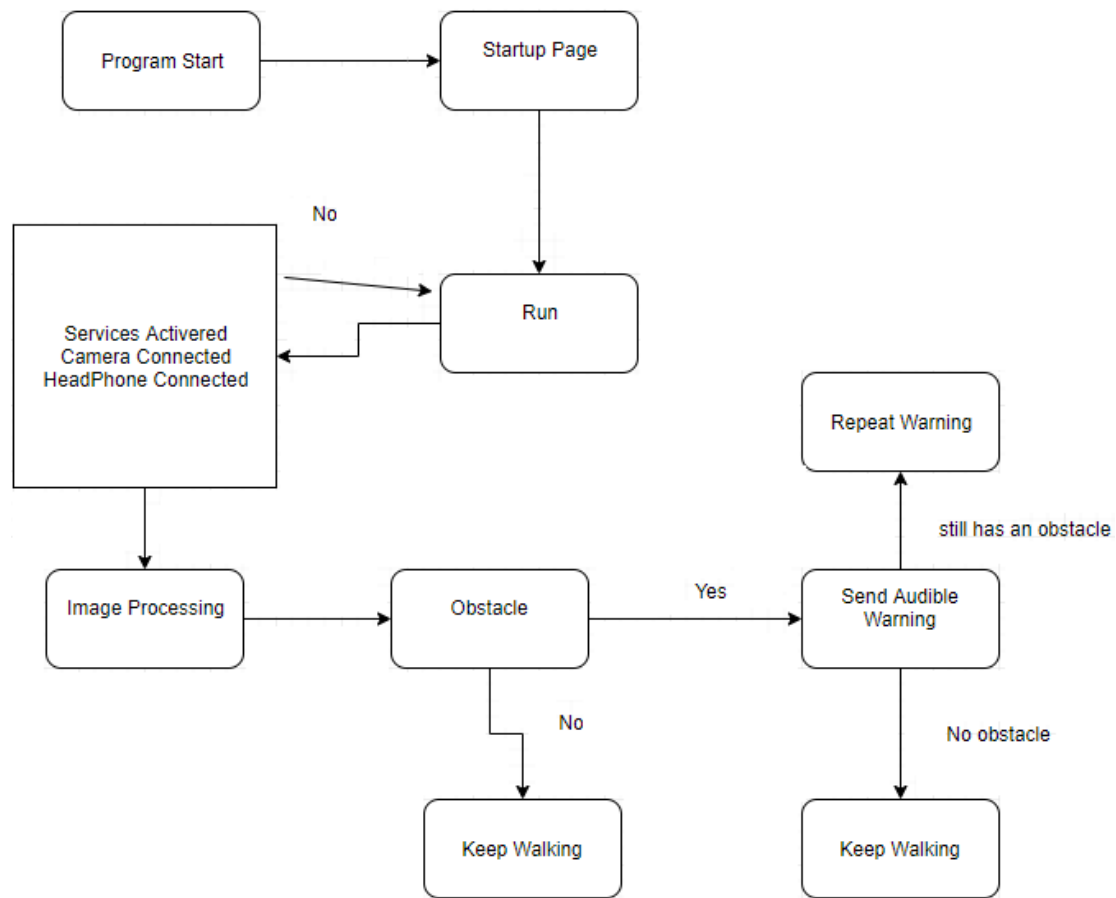 Program Start
Startup Page
No
Run
Services Activered
Camera Connected
HeadPhone Connected
Repeat Warning
still has an obstacle
Image Processing
Obstacle
Yes
Send Audible
Warning
No
No obstacle
Keep Walking
Keep Walking